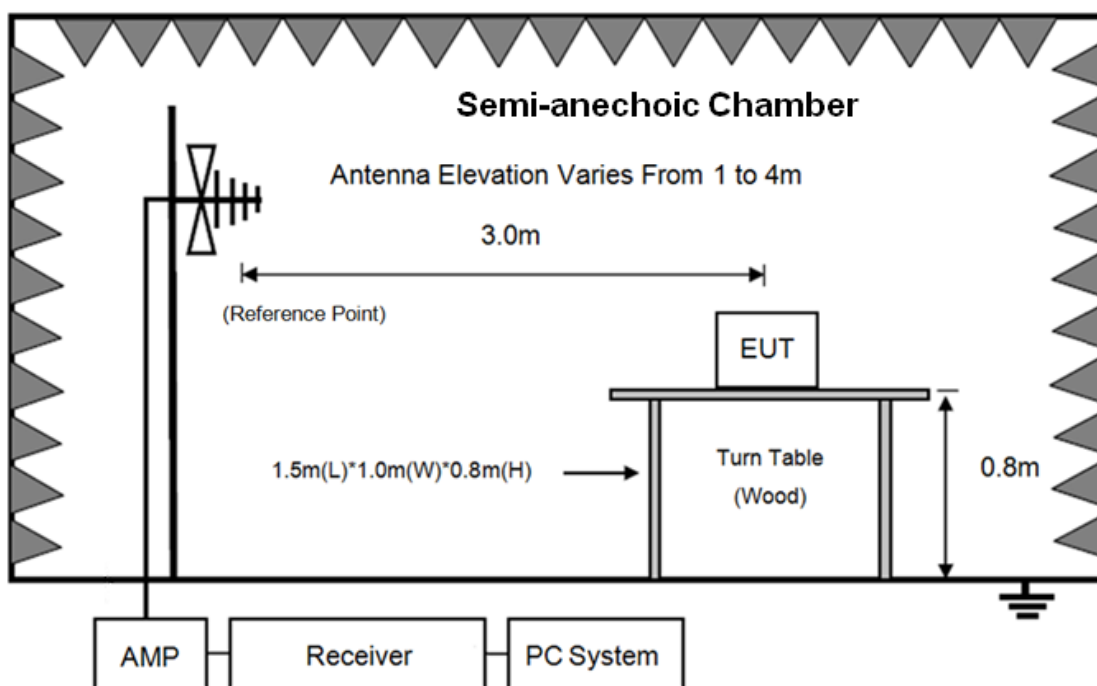 Semi-anechoic Chamber
Antenna Elevation Varies From 1 to 4m
3.0m
(Reference Point)
EUT
1.5m(L)*1.0m(W)*0.8m(H)
Turn Table
(Wood)
0.8m
AMP
Receiver
PC System